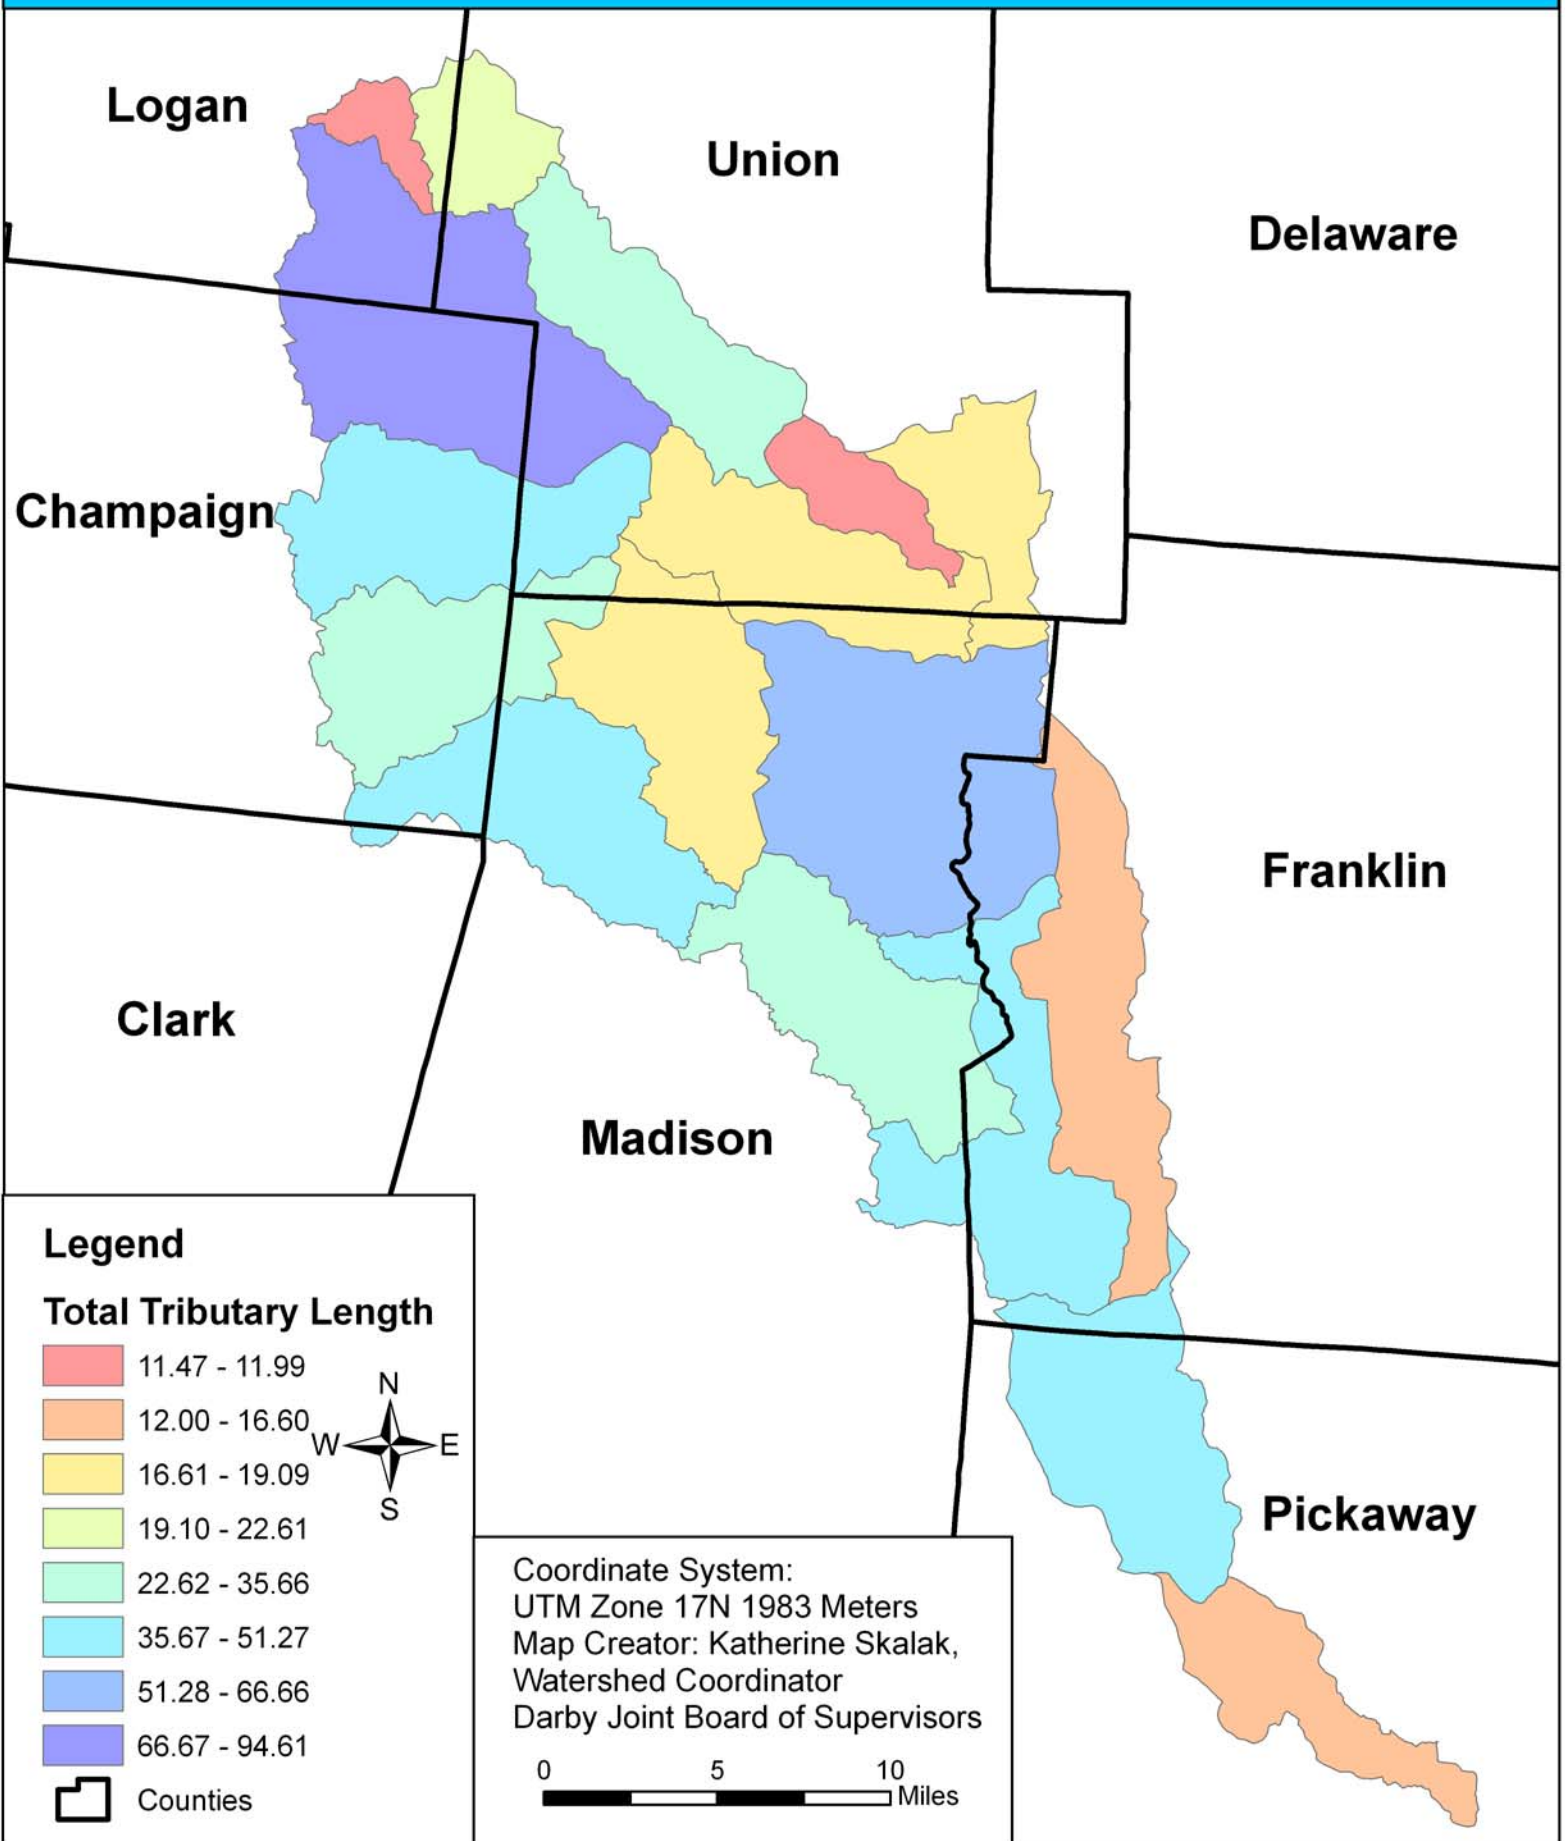 Logan
Union
Delaware
Champaign
Franklin
Clark
Madison
Pickaway
Legend
Total Tributary Length
11.47 - 11.99
12.00 - 16.60
16.61 - 19.09
19.10 - 22.61
22.62 - 35.66
35.67 - 51.27
51.28 - 66.66
66.67 - 94.61
Counties
N
W E
S
Coordinate System:
UTM Zone 17N 1983 Meters
Map Creator: Katherine Skalak,
Watershed Coordinator
Darby Joint Board of Supervisors
0 5 10
Miles